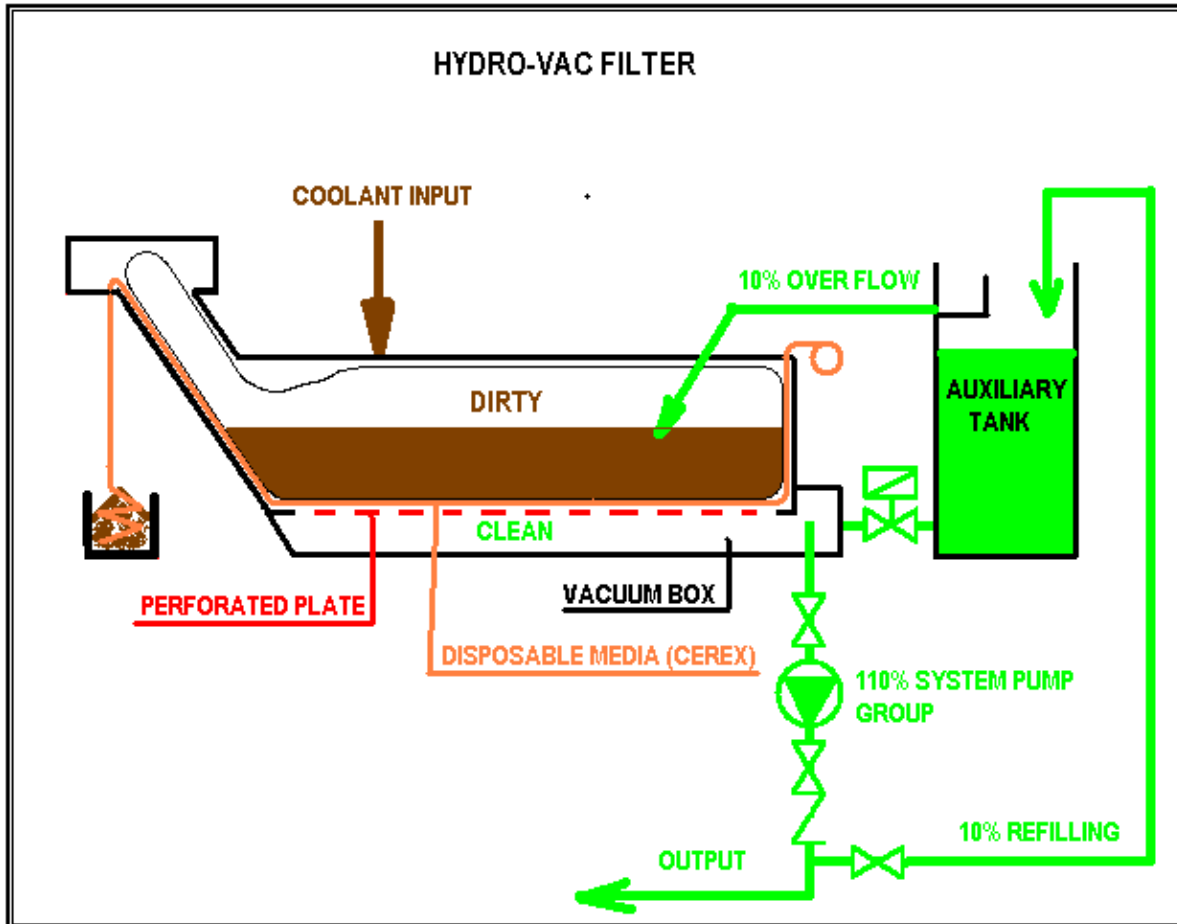 HYDRO-VAC FILTER
COOLANT INPUT
10% OVER FLOW
DIRTY
AUXILIARY
TANK
CLEAN
VACUUM BOX
PERFORATED PLATE
DISPOSABLE MEDIA (CEREX)
110% SYSTEM PUMP
GROUP
10% REFILLING
OUTPUT